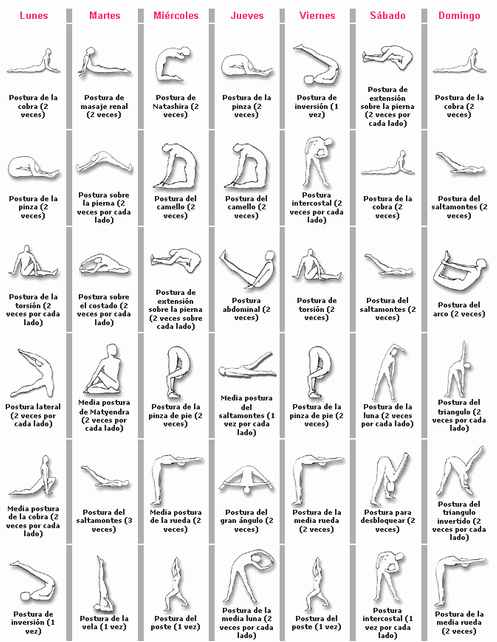 Lunes Martes Miércoles Jueves Viernes Sábado Domingo
Postura de la
cobra (2
veces)
Postura de
masaje renal
(2 veces)
Postura de
Natashira (2
veces)
Postura de la
pinza (2
veces)
Postura de
inversión (1
vez)
Postura de
extensión
sobre la pierna
(2 veces por
cada lado)
Postura de la
cobra (2
veces)
Postura de la
pinza (2
veces)
Postura sobre
la pierna (2
veces por cada
lado)
Postura del
camello (2
veces)
Postura del
camello (2
veces)
Postura
intercostal (2
veces por cada
lado)
Postura de la
cobra (2
veces)
Postura del
saltamontes (2
veces)
Postura de la
torsión (2
veces por cada
lado)
Postura sobre
el costado (2
veces por cada
lado)
Postura de
extensión
sobre la pierna
(2 veces sobre
cada lado)
Postura
abdominal (2
veces)
Postura de
torsión (2
veces)
Postura del
saltamontes (2
veces)
Postura del
arco (2 veces)
Postura lateral
(2 veces por
cada lado)
Media postura
de Matyendra
(2 veces por
cada lado)
Postura de la
pinza de pie (2
veces)
Media postura
del
saltamontes (1
vez por cada
lado)
Postura de la
pinza de pie (2
veces)
Postura de la
luna (2 veces
por cada lado)
Postura del
triangulo (2
veces por cada
lado)
Media postura
de la cobra (2
veces por cada
lado)
Postura del
saltamontes (3
veces)
Media postura
de la rueda (2
veces)
Postura del
gran ángulo (2
veces)
Postura de la
media rueda (2
veces)
Postura para
desbloquear (2
veces)
Postura del
triangulo
invertido (2
veces por cada
lado)
Postura de
inversión (1
vez)
Postura de la
vela (1 vez)
Postura del
poste (1 vez)
Postura de la
media luna (2
veces por cada
lado)
Postura del
poste (1 vez)
Postura
intercostal (1
vez por cada
lado)
Postura de la
media rueda (2
veces)